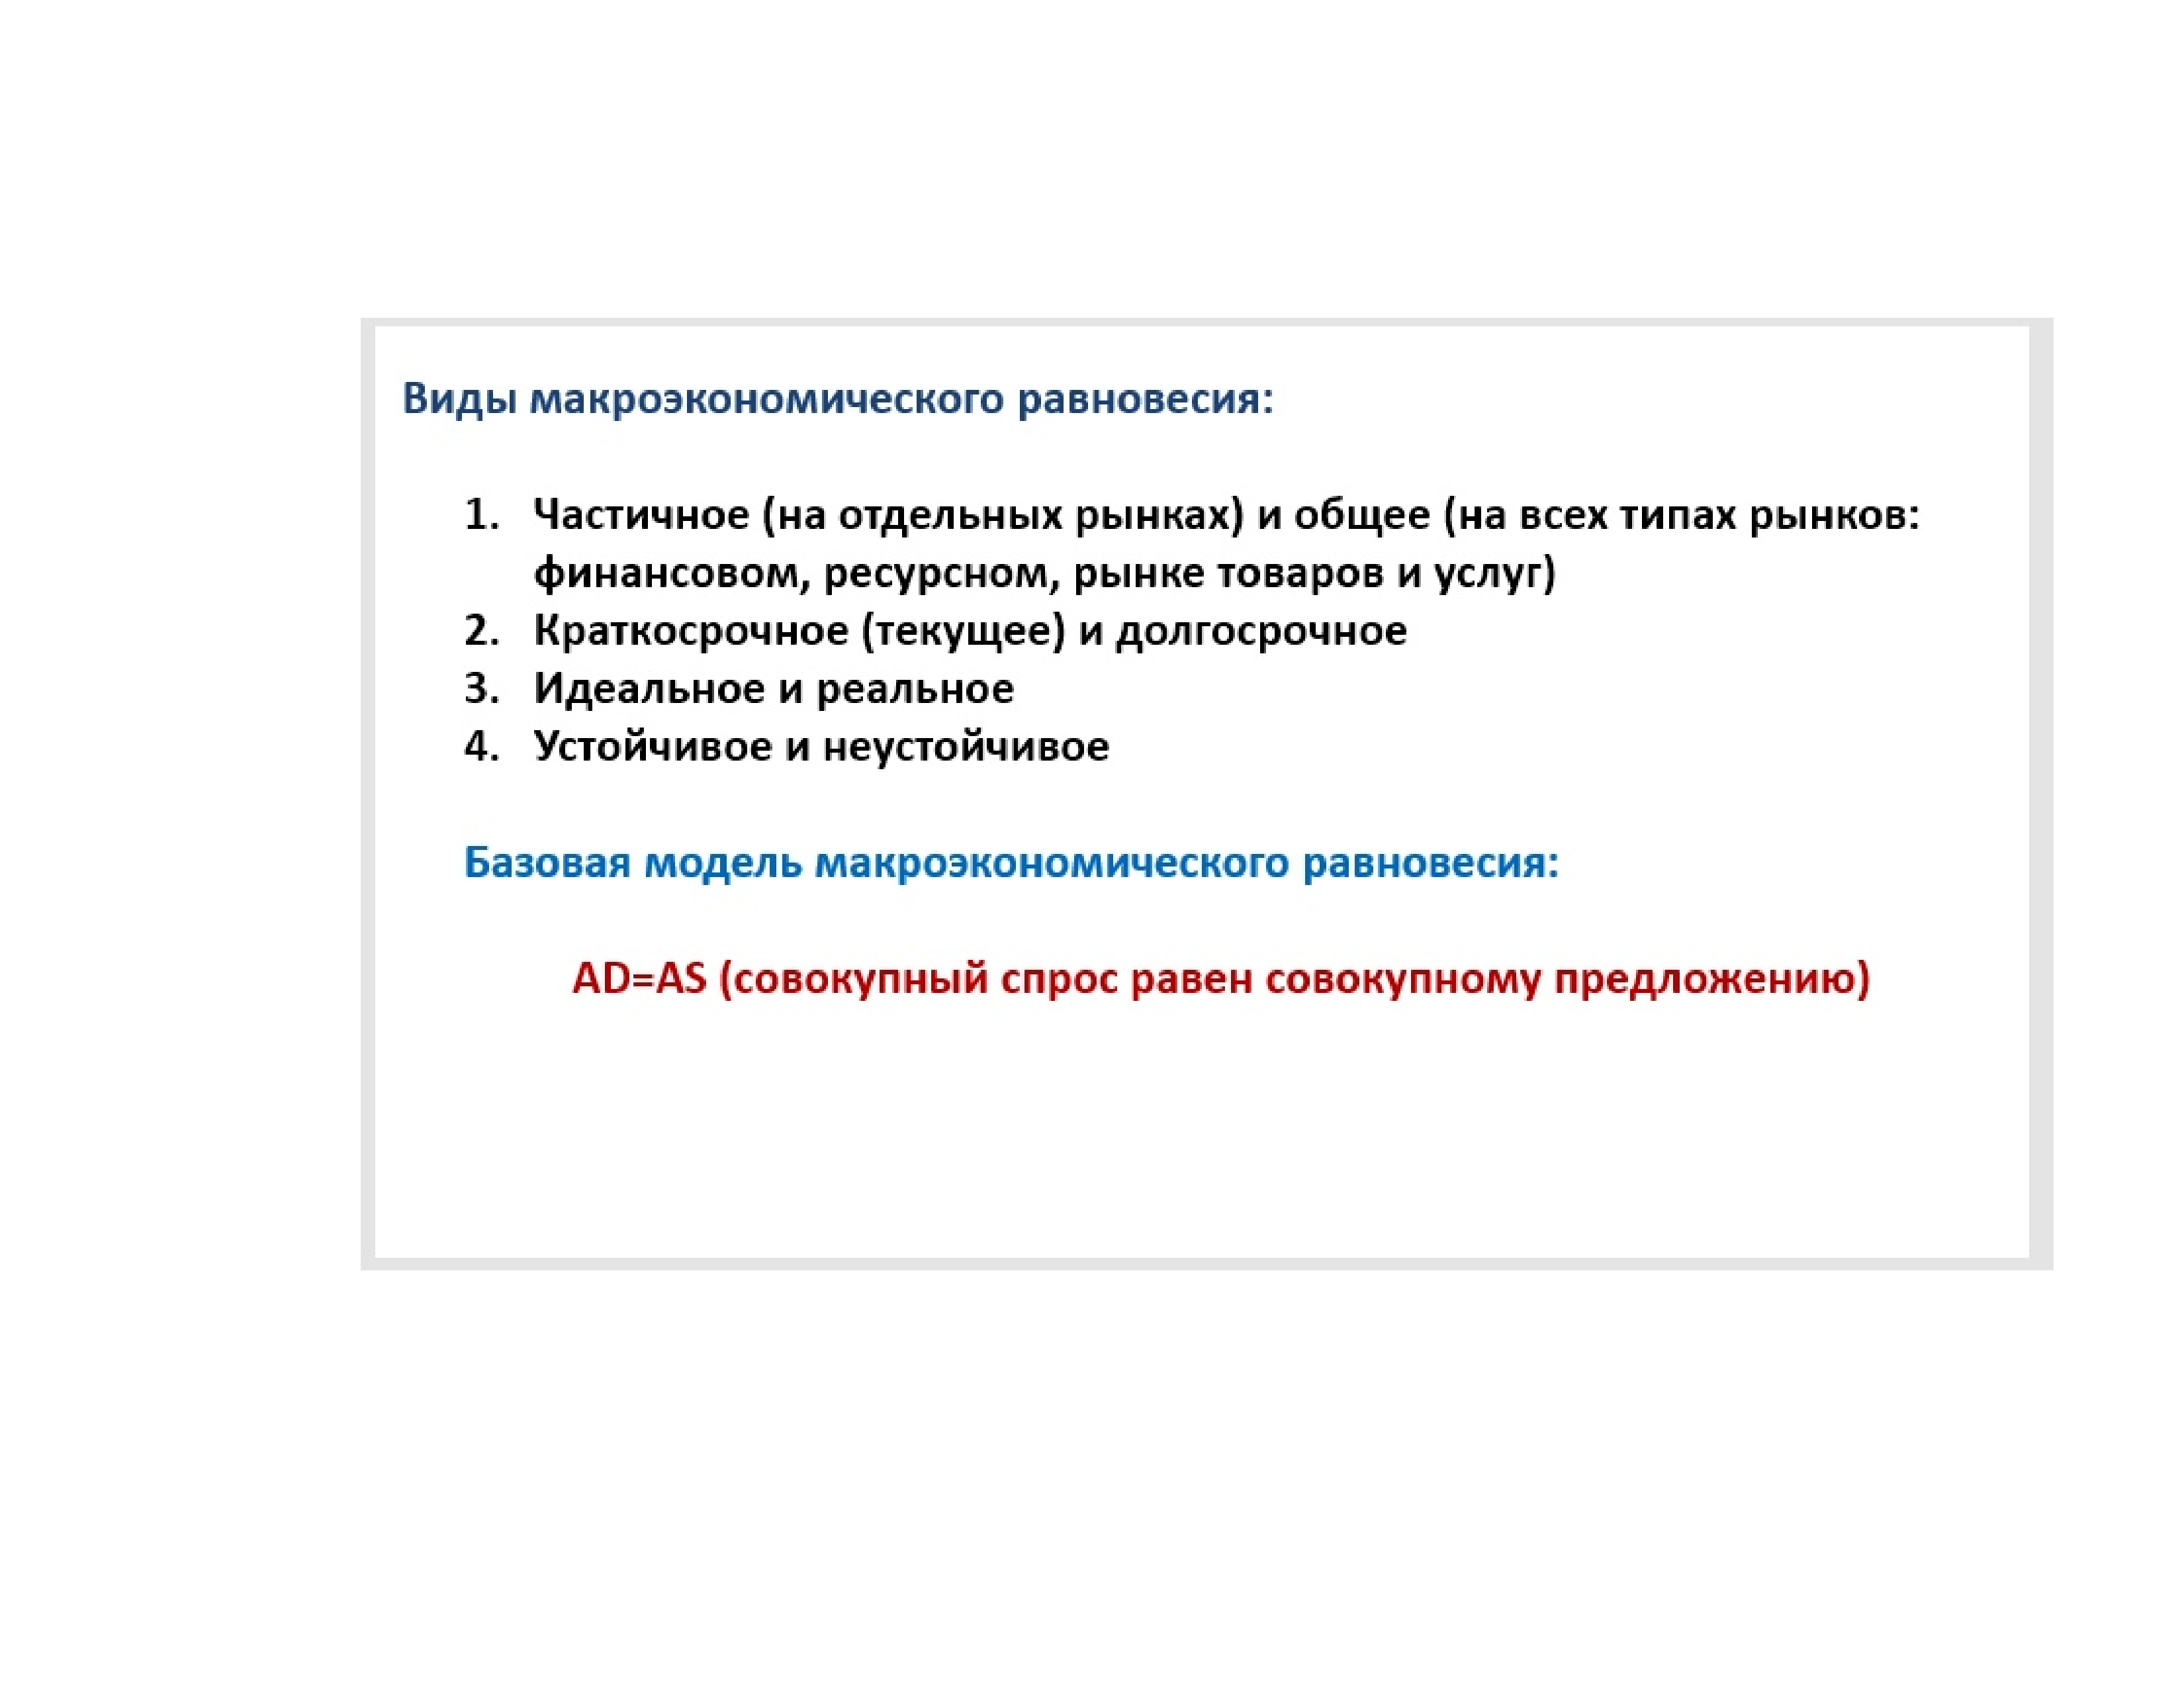 Виды макроэкономического равновесия:
1. Частичное (на отдельных рынках) и общее (на всех типах рынков:
финансовом, ресурсном, рынке товаров и услуг)
2. Краткосрочное (текущее) и долгосрочное
3. Идеальное и реальное
4. Устойчивое и неустойчивое
Базовая модель макроэкономического равновесия:
AD=AS (совокупный спрос равен совокупному предложению)